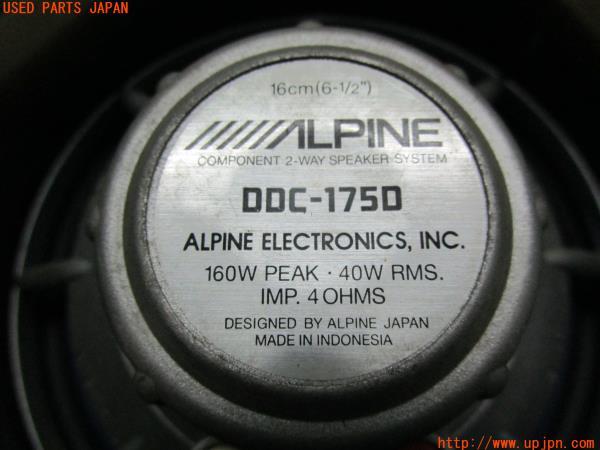 USED PARTS JAPAN
16cm(6-1/2")
ALPINE
COMPONENT 2-WAY SPEAKER SYSTEM
DDC-175D
ALPINE ELECTRONICS, INC.
160W PEAK · 40W RMS.
IMP. 4 OHMS
DESIGNED BY ALPINE JAPAN
MADE IN INDONESIA
http://www.upjpn.com/